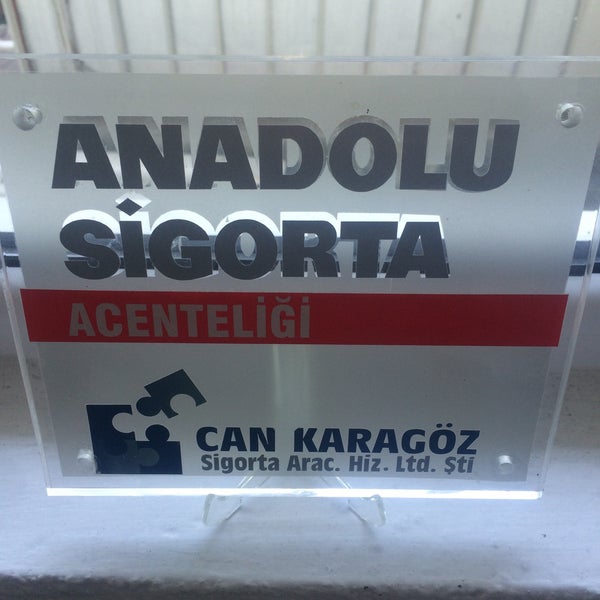 ANADOLU
SİGORTA
ACENTELİĞİ
CAN KARAGÖZ
Sigorta Arac. Hiz. Ltd. Şti